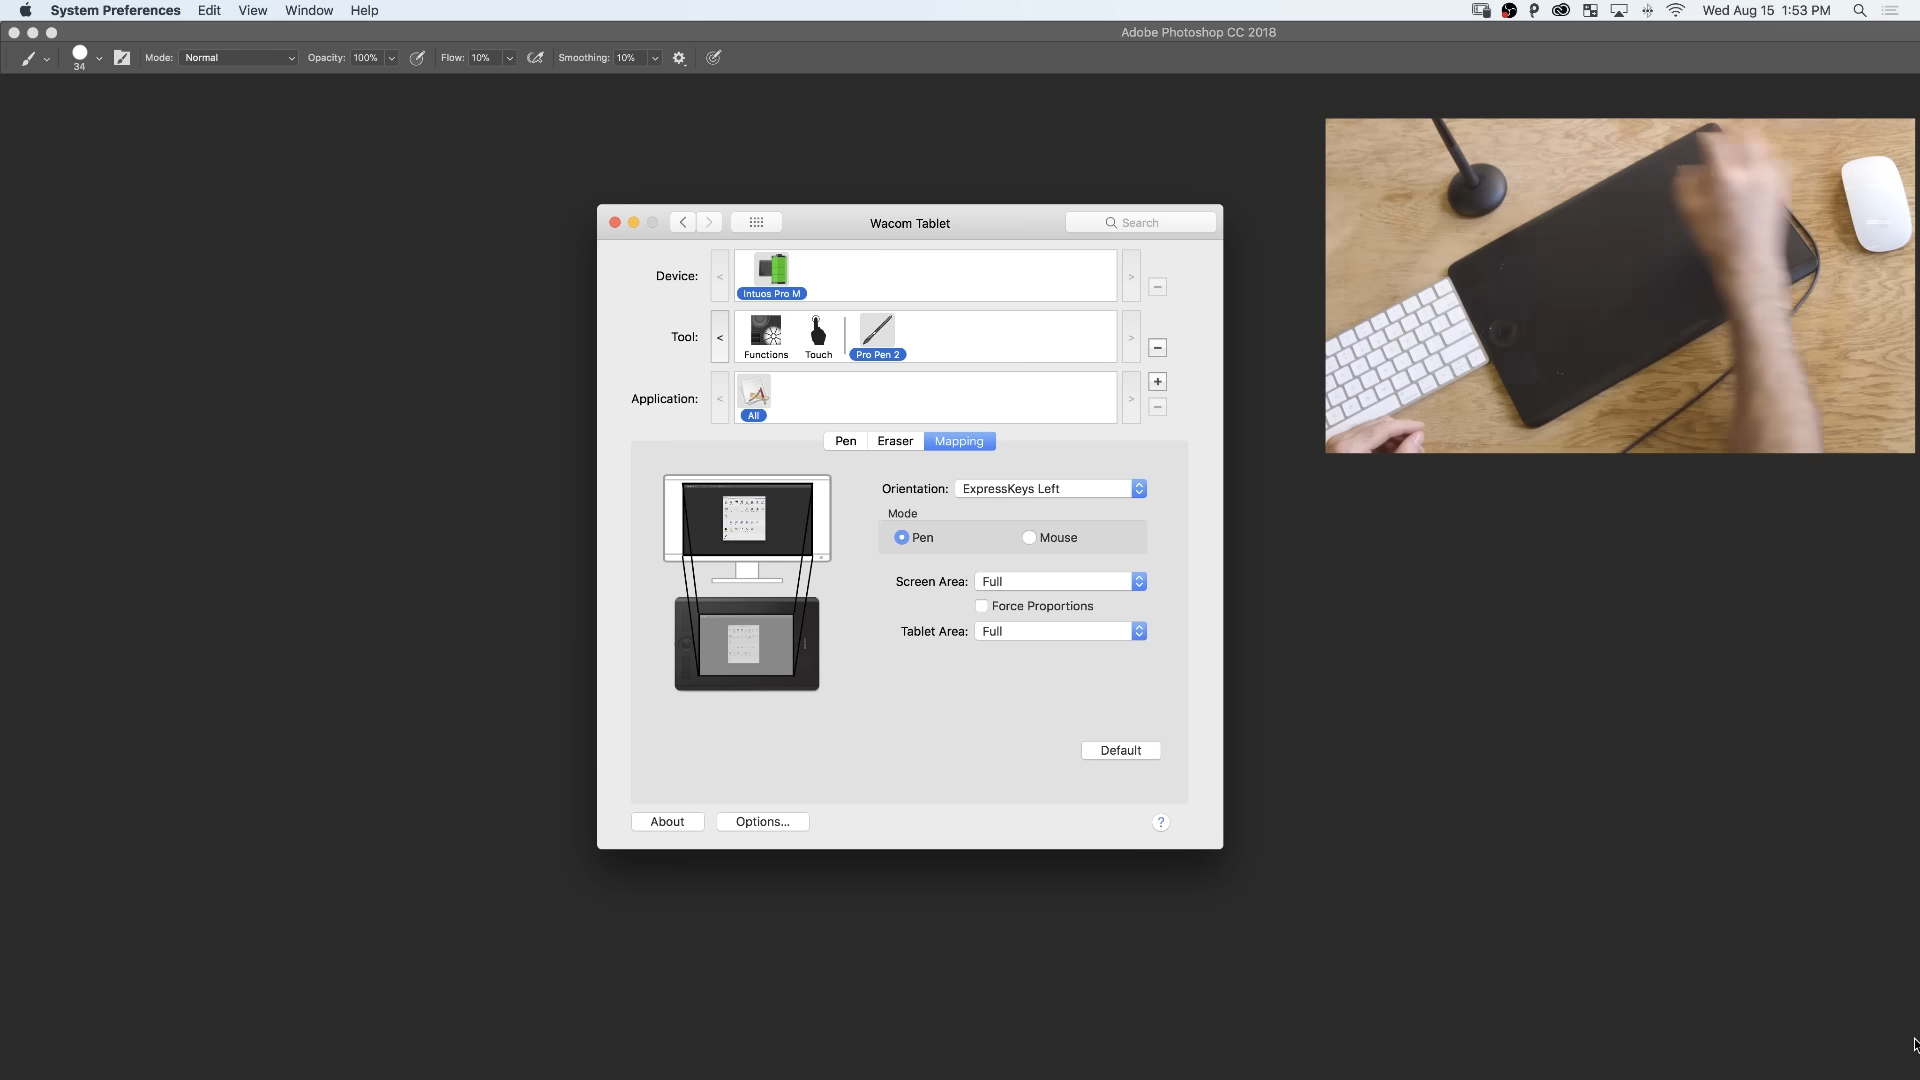 System Preferences Edit View Window Help Wed Aug 15 1:53 PM
Adobe Photoshop CC 2018
34 Mode: Normal Opacity: 100% Flow: 10% Smoothing: 10%
Wacom Tablet Search
Device: < >
Intuos Pro M
Tool: < >
Functions Touch Pro Pen 2
Application: < >
All
Pen Eraser Mapping
Orientation: ExpressKeys Left
Mode
Pen Mouse
Screen Area: Full
Force Proportions
Tablet Area: Full
Default
About Options... ?